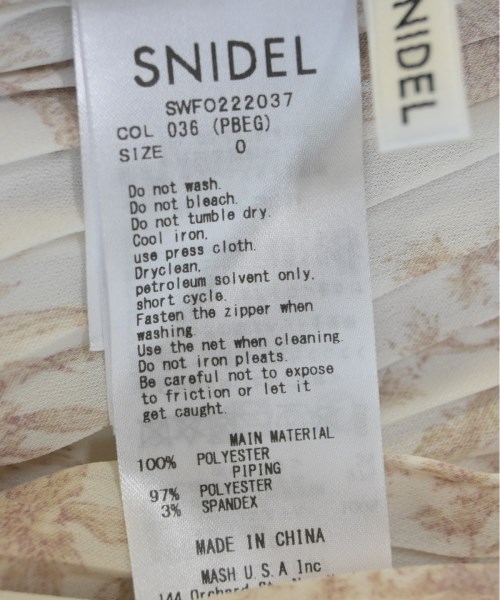 SNIDEL
SNIDEL
SWFO222037
COL 036 (PBEG)
SIZE 0
Do not wash.
Do not bleach.
Do not tumble dry.
Cool iron,
use press cloth.
Dryclean,
petroleum solvent only.
short cycle.
Fasten the zipper when
washing.
Use the net when cleaning.
Do not iron pleats.
Be careful not to expose
to friction or let it
get caught.
MAIN MATERIAL
100% POLYESTER
PIPING
97% POLYESTER
3% SPANDEX
MADE IN CHINA
MASH U.S.A Inc
144 Orchard